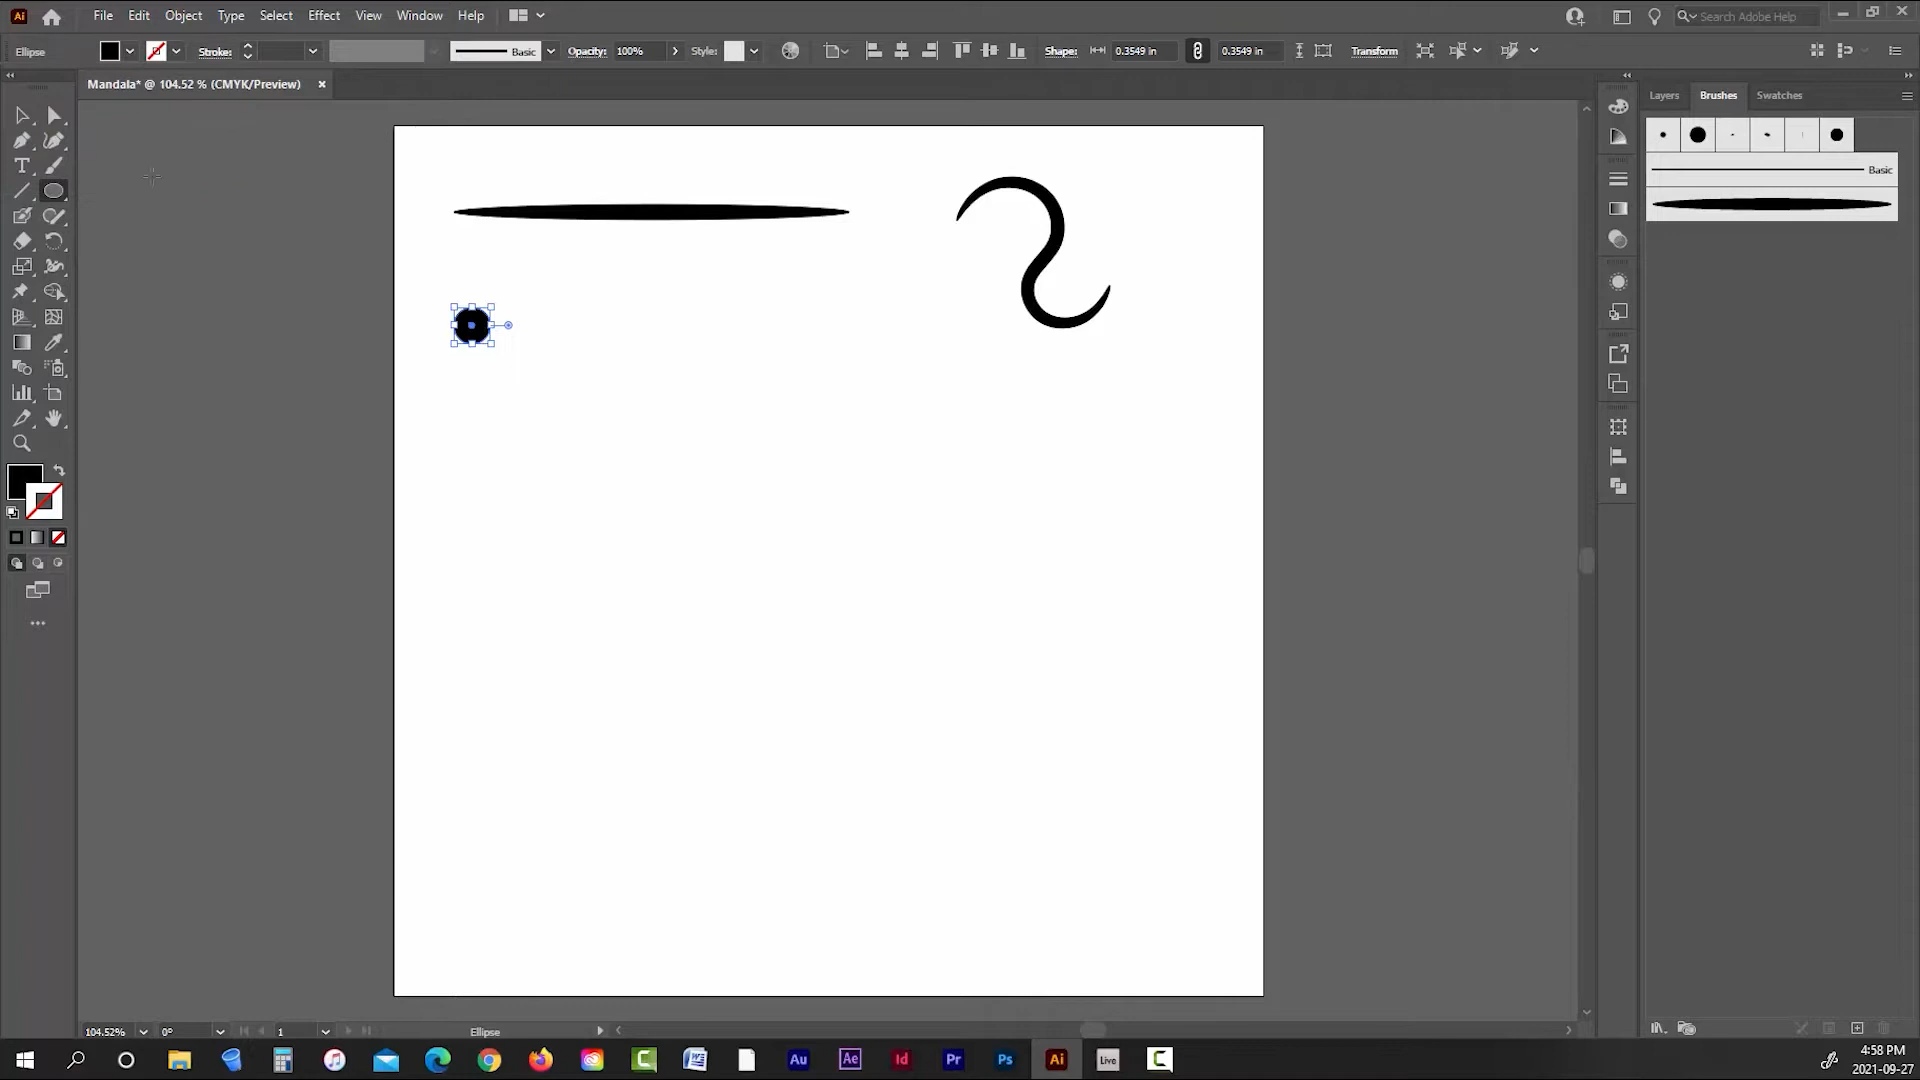 Ai File Edit Object Type Select Effect View Window Help Search Adobe Help
Ellipse Stroke: Basic Opacity: 100% Style: Shape: 0.3549 in 0.3549 in Transform
Mandala* @ 104.52 % (CMYK/Preview) ×
Layers Brushes Swatches
Basic
104.52% 0° 1 Ellipse
Au Ae Id Pr Ps Ai Live
4:58 PM
2021-09-27